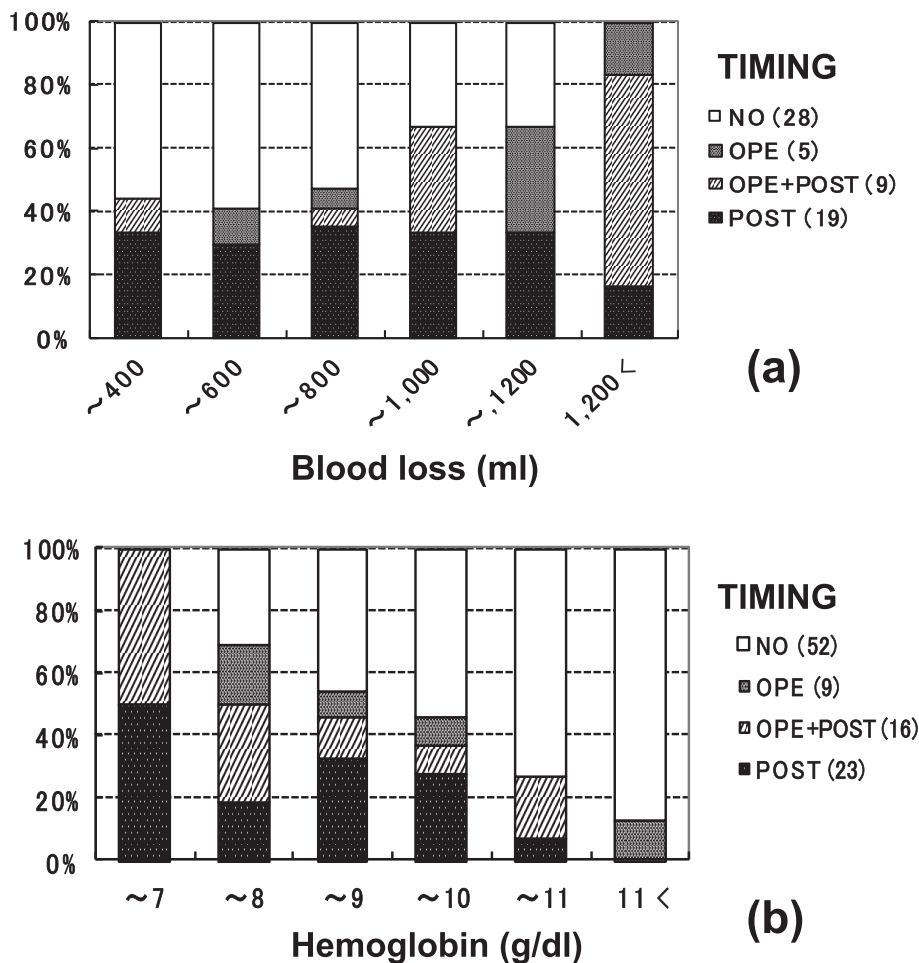 100%
80%
60%
40%
20%
0%
TIMING
NO (28)
OPE (5)
OPE+POST (9)
POST (19)
~400
~600
~800
~1,000
~,1200
1,200<
(a)
Blood loss (ml)
100%
80%
60%
40%
20%
0%
TIMING
NO (52)
OPE (9)
OPE+POST (16)
POST (23)
~7 ~8 ~9 ~10 ~11 11<
(b)
Hemoglobin (g/dl)